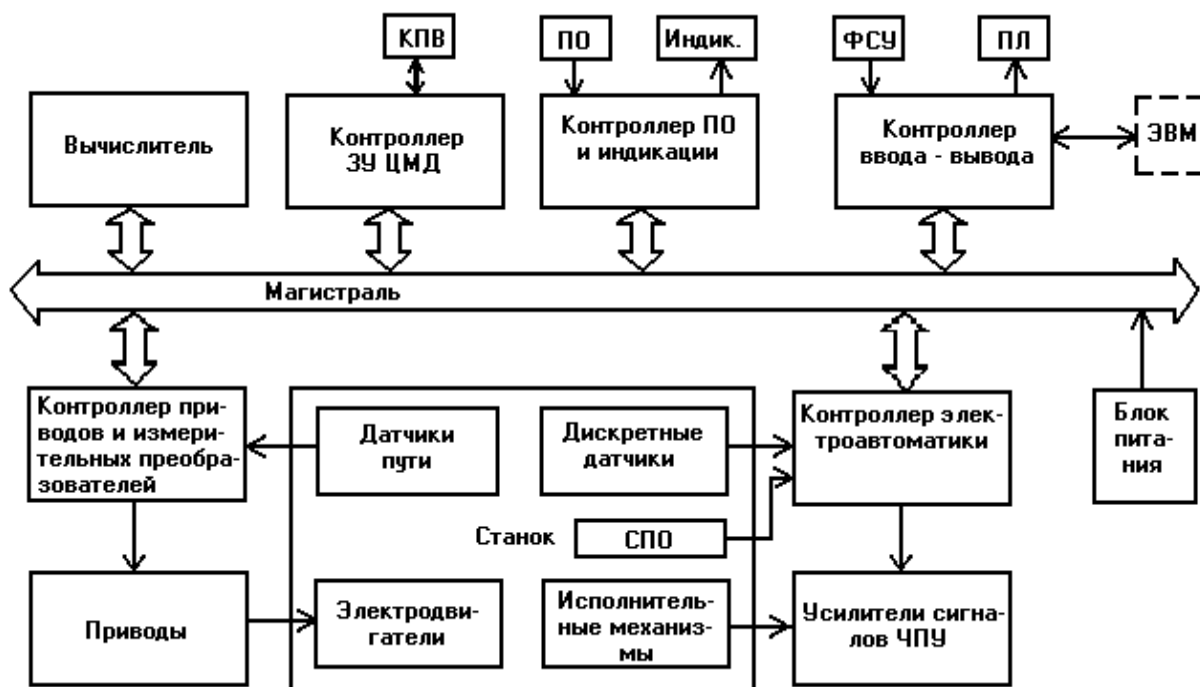 КПВ
ПО
Индик.
ФСУ
ПЛ
Вычислитель
Контроллер
ЗУ ЦМД
Контроллер ПО
и индикации
Контроллер
ввода - вывода
ЭВМ
Магистраль
Контроллер при-
водов и измери-
тельных преобра-
зователей
Датчики
пути
Дискретные
датчики
Контроллер элек-
троавтоматики
Блок
пита-
ния
Станок
СПО
Приводы
Электродви-
гатели
Исполнитель-
ные механиз-
мы
Усилители сигна-
лов ЧПУ